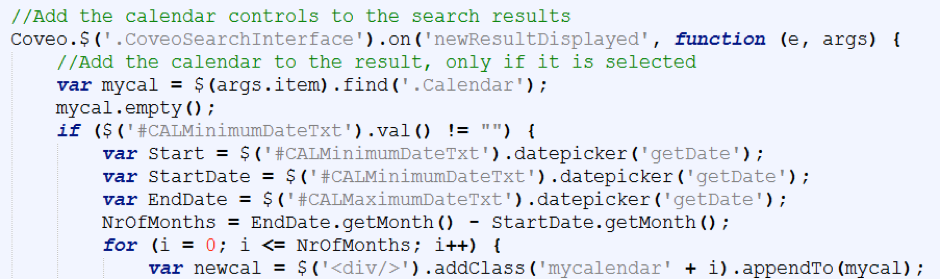 //Add the calendar controls to the search results
Coveo.$('.CoveoSearchInterface').on('newResultDisplayed', function (e, args) {
//Add the calendar to the result, only if it is selected
var mycal = $(args.item).find('.Calendar');
mycal.empty();
if ($('#CALMinimumDateTxt').val() != "") {
var Start = $('#CALMinimumDateTxt').datepicker('getDate');
var StartDate = $('#CALMinimumDateTxt').datepicker('getDate');
var EndDate = $('#CALMaximumDateTxt').datepicker('getDate');
NrOfMonths = EndDate.getMonth() - StartDate.getMonth();
for (i = 0; i <= NrOfMonths; i++) {
var newcal = $('<div/>').addClass('mycalendar' + i).appendTo(mycal);